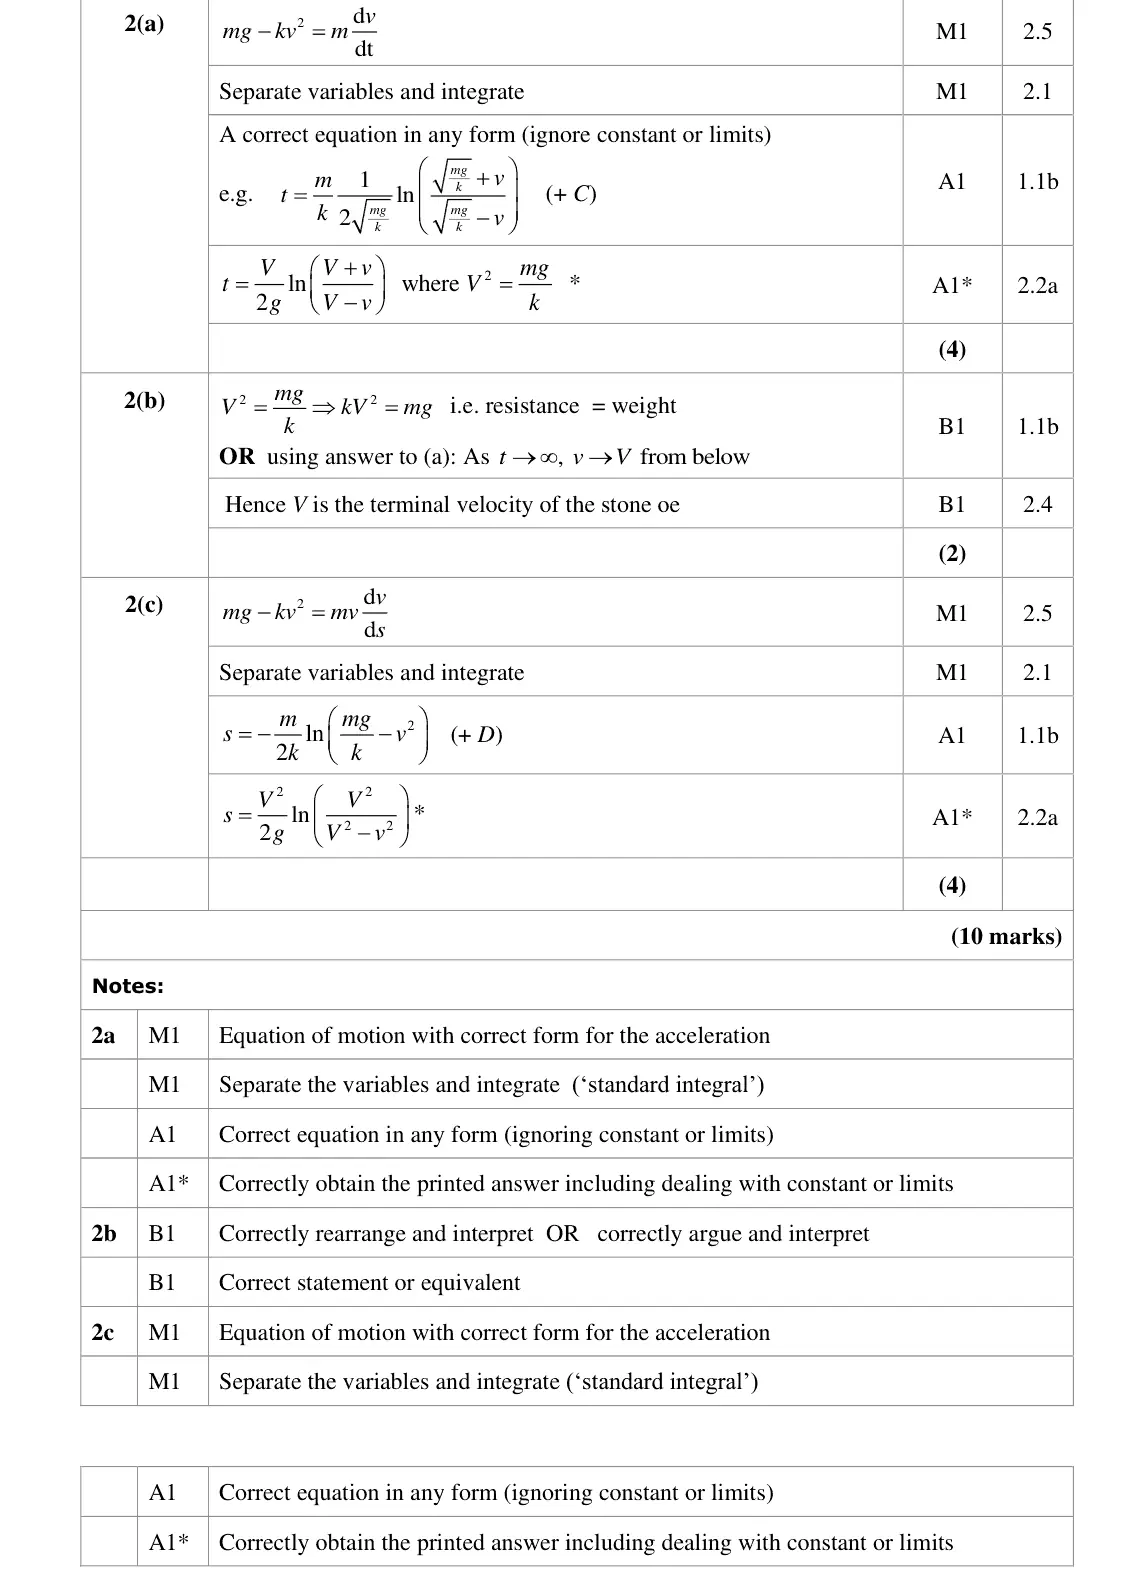 2(a) mg − kv² = m dv/dt M1 2.5
Separate variables and integrate M1 2.1
A correct equation in any form (ignore constant or limits)
e.g. t = m/k 1/(2√(mg/k)) ln((√(mg/k) + v)/(√(mg/k) − v)) (+ C) A1 1.1b
t = V/2g ln((V + v)/(V − v)) where V² = mg/k * A1* 2.2a
(4)
2(b) V² = mg/k ⇒ kV² = mg i.e. resistance = weight B1 1.1b
OR using answer to (a): As t → ∞, v → V from below
Hence V is the terminal velocity of the stone oe B1 2.4
(2)
2(c) mg − kv² = mv dv/ds M1 2.5
Separate variables and integrate M1 2.1
s = − m/2k ln(mg/k − v²) (+ D) A1 1.1b
s = V²/2g ln(V²/(V² − v²)) * A1* 2.2a
(4)
(10 marks)
Notes:
2a M1 Equation of motion with correct form for the acceleration
M1 Separate the variables and integrate (‘standard integral’)
A1 Correct equation in any form (ignoring constant or limits)
A1* Correctly obtain the printed answer including dealing with constant or limits
2b B1 Correctly rearrange and interpret OR correctly argue and interpret
B1 Correct statement or equivalent
2c M1 Equation of motion with correct form for the acceleration
M1 Separate the variables and integrate (‘standard integral’)
A1 Correct equation in any form (ignoring constant or limits)
A1* Correctly obtain the printed answer including dealing with constant or limits